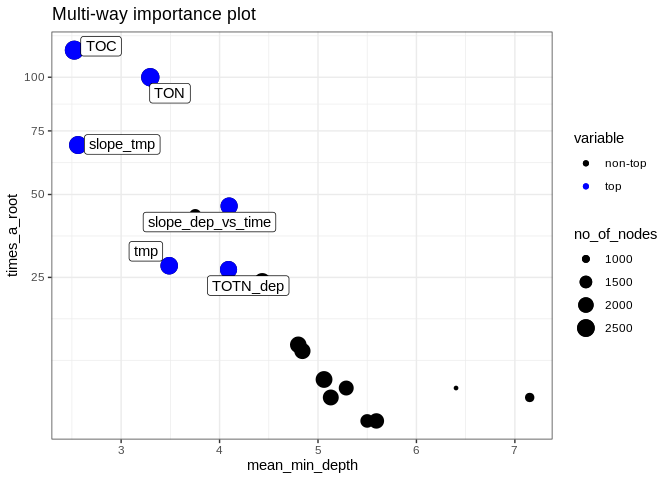 Multi-way importance plot
TOC
TON
slope_tmp
slope_dep_vs_time
tmp
TOTN_dep
100
75
50
25
times_a_root
3
4
5
6
7
mean_min_depth
variable
non-top
top
no_of_nodes
1000
1500
2000
2500